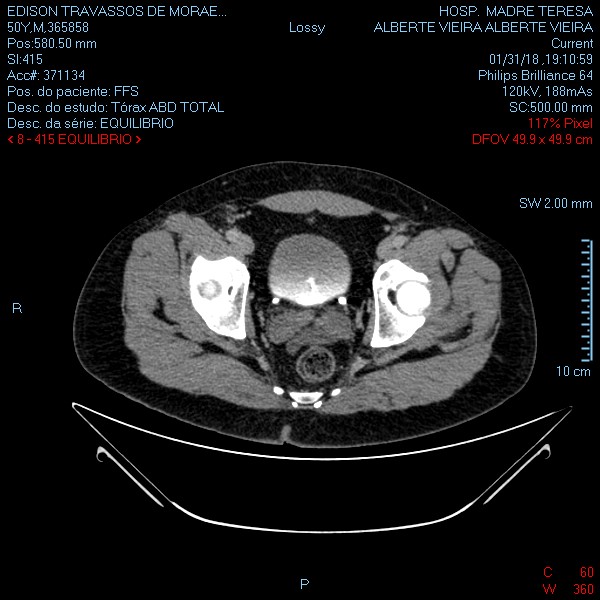 EDISON TRAVASSOS DE MORAE...
50Y,M,365858
Pos:580.50 mm
Sl:415
Acc#: 371134
Pos. do paciente: FFS
Desc. do estudo: Tórax ABD TOTAL
Desc. da série: EQUILIBRIO
< 8 - 415 EQUILIBRIO >
Lossy
HOSP. MADRE TERESA
ALBERTE VIEIRA ALBERTE VIEIRA
Current
01/31/18 ,19:10:59
Philips Brilliance 64
120kV, 188mAs
SC:500.00 mm
117% Pixel
DFOV 49.9 x 49.9 cm
SW 2.00 mm
R
10 cm
P
C 60
W 360